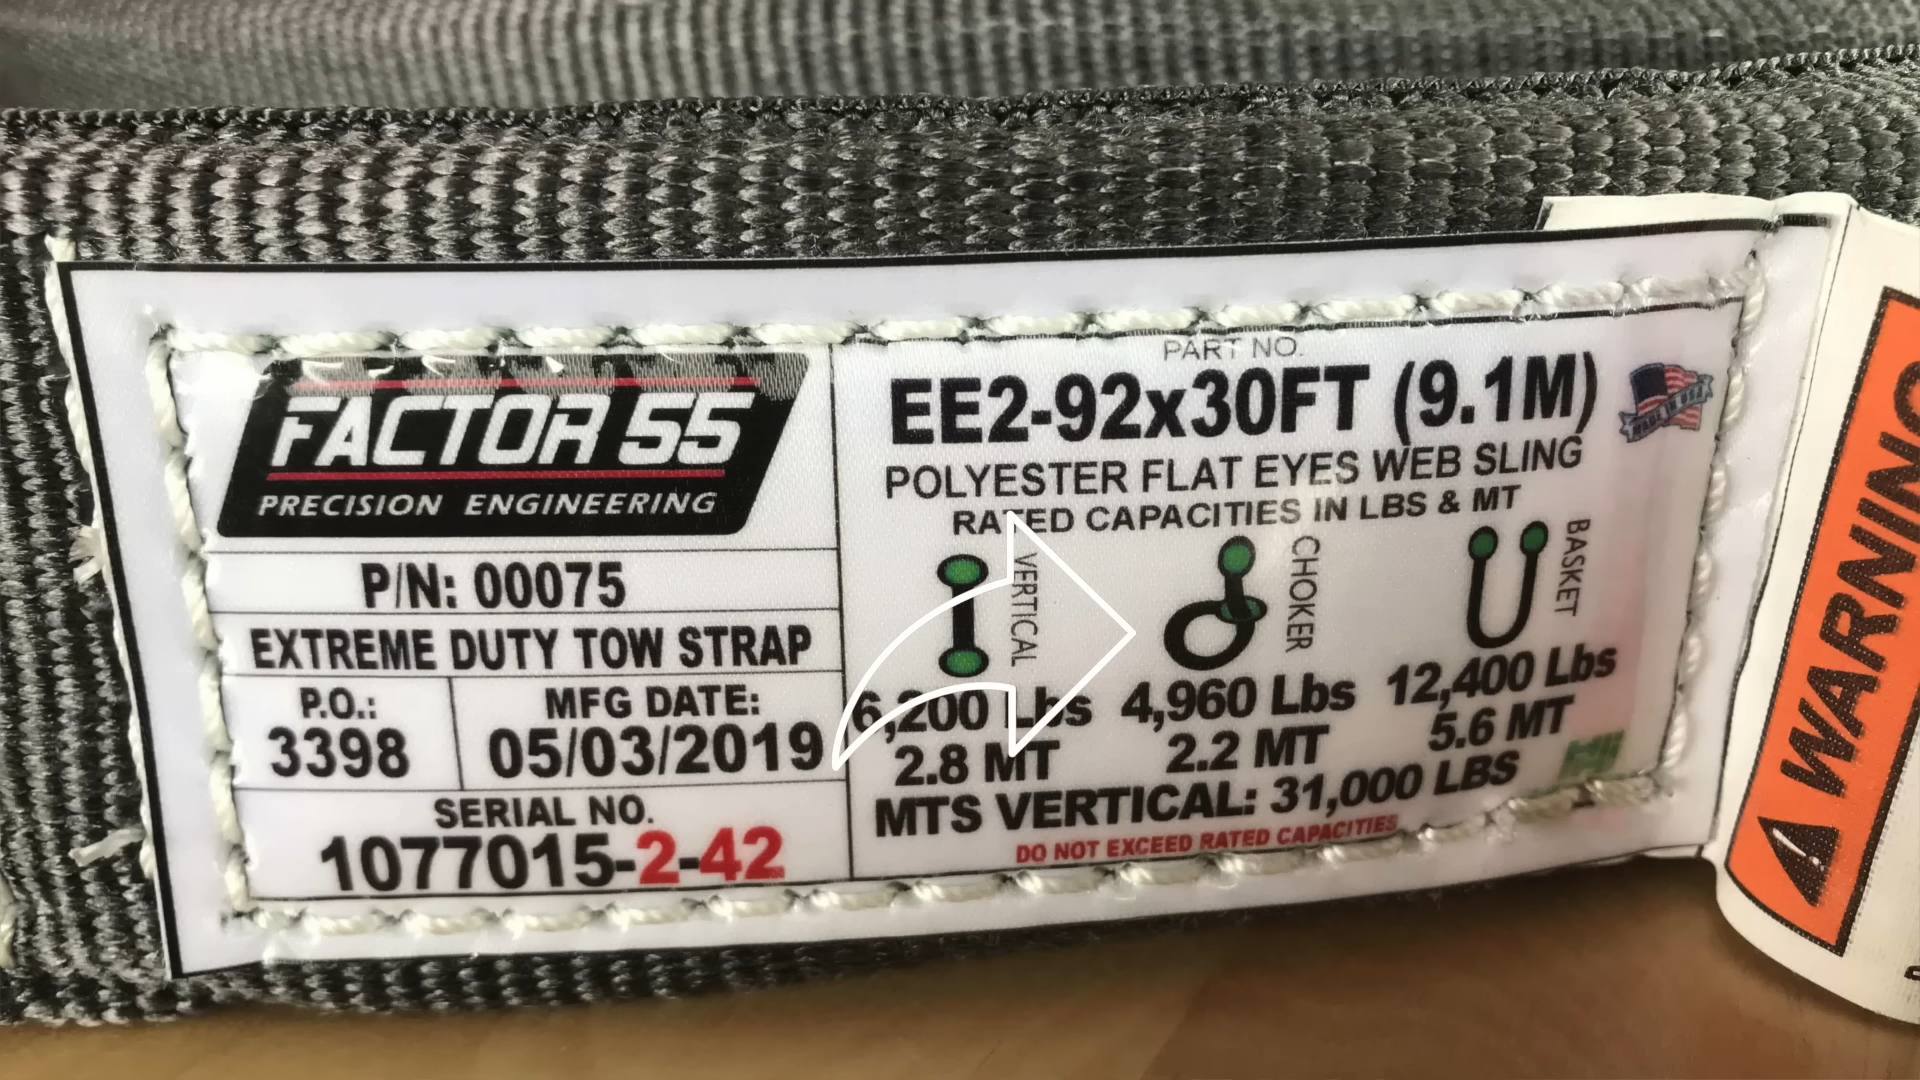 FACTOR 55
PRECISION ENGINEERING
P/N: 00075
EXTREME DUTY TOW STRAP
P.O.:
3398
MFG DATE:
05/03/2019
SERIAL NO.
1077015-2-42
PART NO.
EE2-92x30FT (9.1M)
MADE IN USA
POLYESTER FLAT EYES WEB SLING
RATED CAPACITIES IN LBS & MT
VERTICAL
6,200 Lbs
2.8 MT
CHOKER
4,960 Lbs
2.2 MT
BASKET
12,400 Lbs
5.6 MT
MTS VERTICAL: 31,000 LBS
DO NOT EXCEED RATED CAPACITIES
WARNING